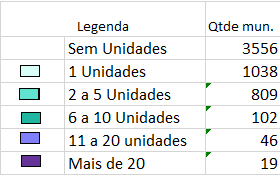 Legenda Qtde mun.
Sem Unidades 3556
1 Unidades 1038
2 a 5 Unidades 809
6 a 10 Unidades 102
11 a 20 unidades 46
Mais de 20 19